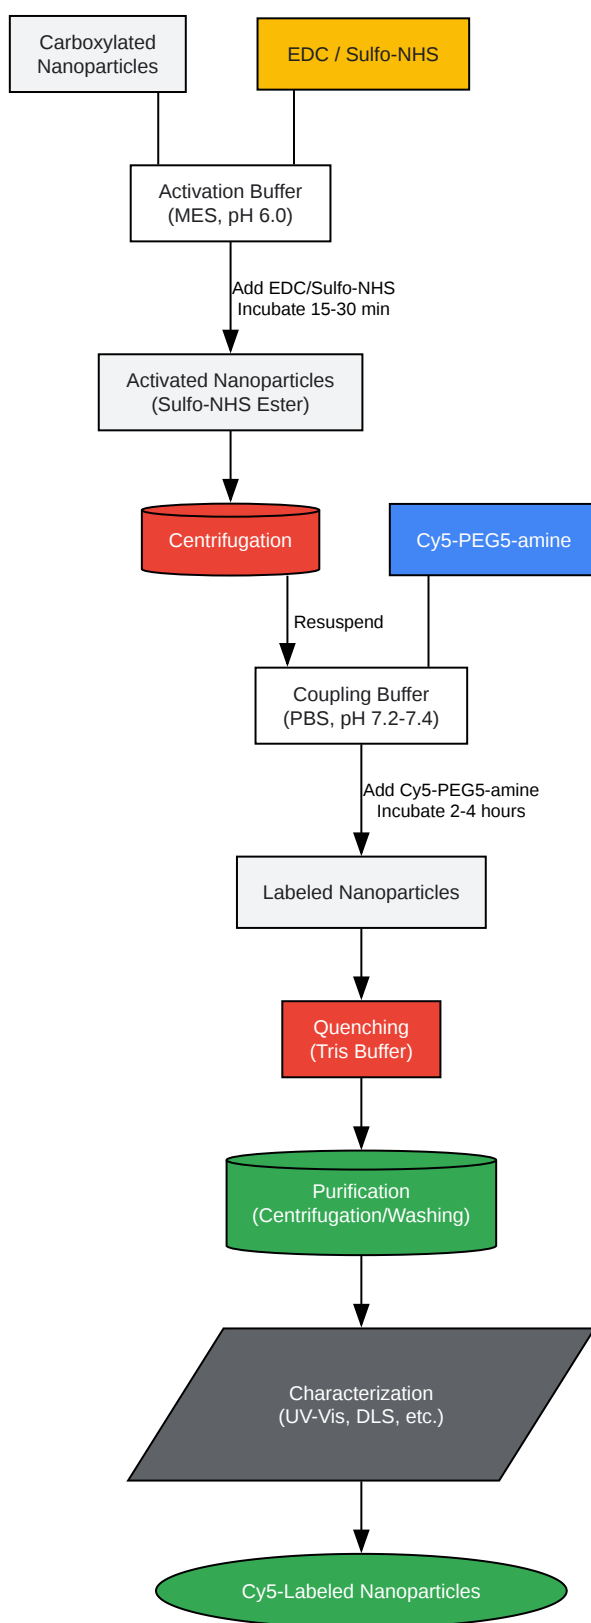 Carboxylated
Nanoparticles
EDC / Sulfo-NHS
Activation Buffer
(MES, pH 6.0)
Add EDC/Sulfo-NHS
Incubate 15-30 min
Activated Nanoparticles
(Sulfo-NHS Ester)
Centrifugation
Cy5-PEG5-amine
Resuspend
Coupling Buffer
(PBS, pH 7.2-7.4)
Add Cy5-PEG5-amine
Incubate 2-4 hours
Labeled Nanoparticles
Quenching
(Tris Buffer)
Purification
(Centrifugation/Washing)
Characterization
(UV-Vis, DLS, etc.)
Cy5-Labeled Nanoparticles